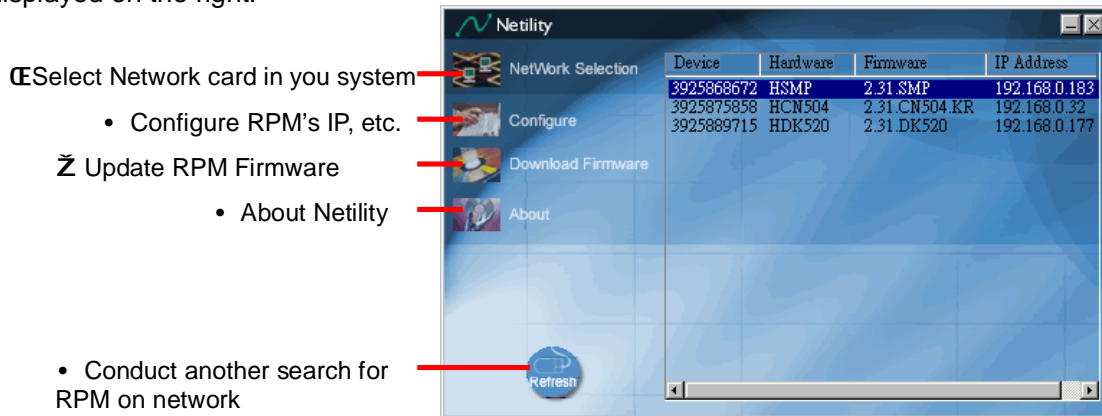 displayed on the right.
Netility
ŒSelect Network card in you system
NetWork Selection
• Configure RPM's IP, etc.
Configure
Ž Update RPM Firmware
Download Firmware
• About Netility
About
Device Hardware Firmware IP Address
3925868672 HSMP 2.31.SMP 192.168.0.183
3925875858 HCN504 2.31.CN504.KR 192.168.0.32
3925889715 HDK520 2.31.DK520 192.168.0.177
• Conduct another search for
RPM on network
Refresh